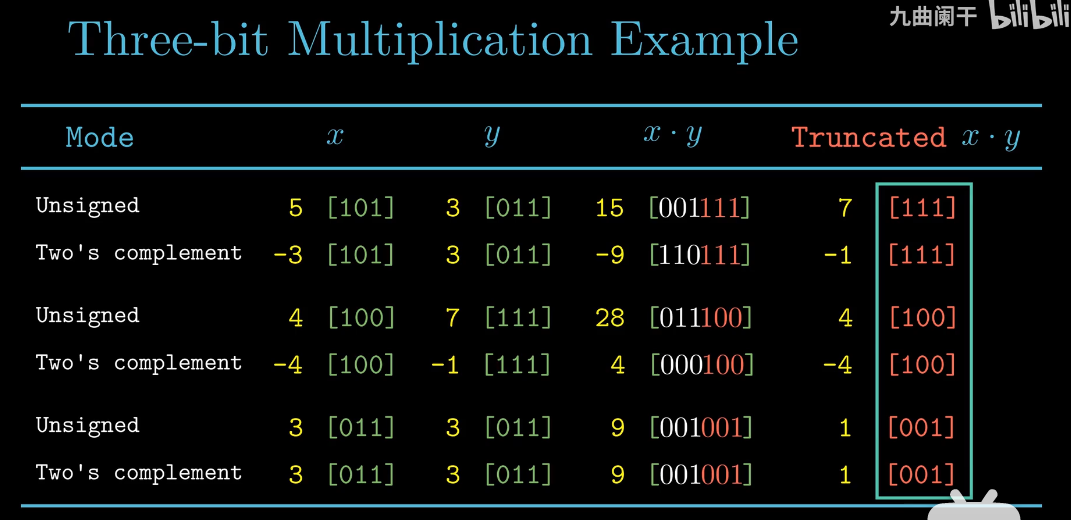 九曲阑干 bilibili
Three-bit Multiplication Example
Mode x y x · y Truncated x · y
Unsigned 5 [101] 3 [011] 15 [001111] 7 [111]
Two's complement -3 [101] 3 [011] -9 [110111] -1 [111]
Unsigned 4 [100] 7 [111] 28 [011100] 4 [100]
Two's complement -4 [100] -1 [111] 4 [000100] -4 [100]
Unsigned 3 [011] 3 [011] 9 [001001] 1 [001]
Two's complement 3 [011] 3 [011] 9 [001001] 1 [001]